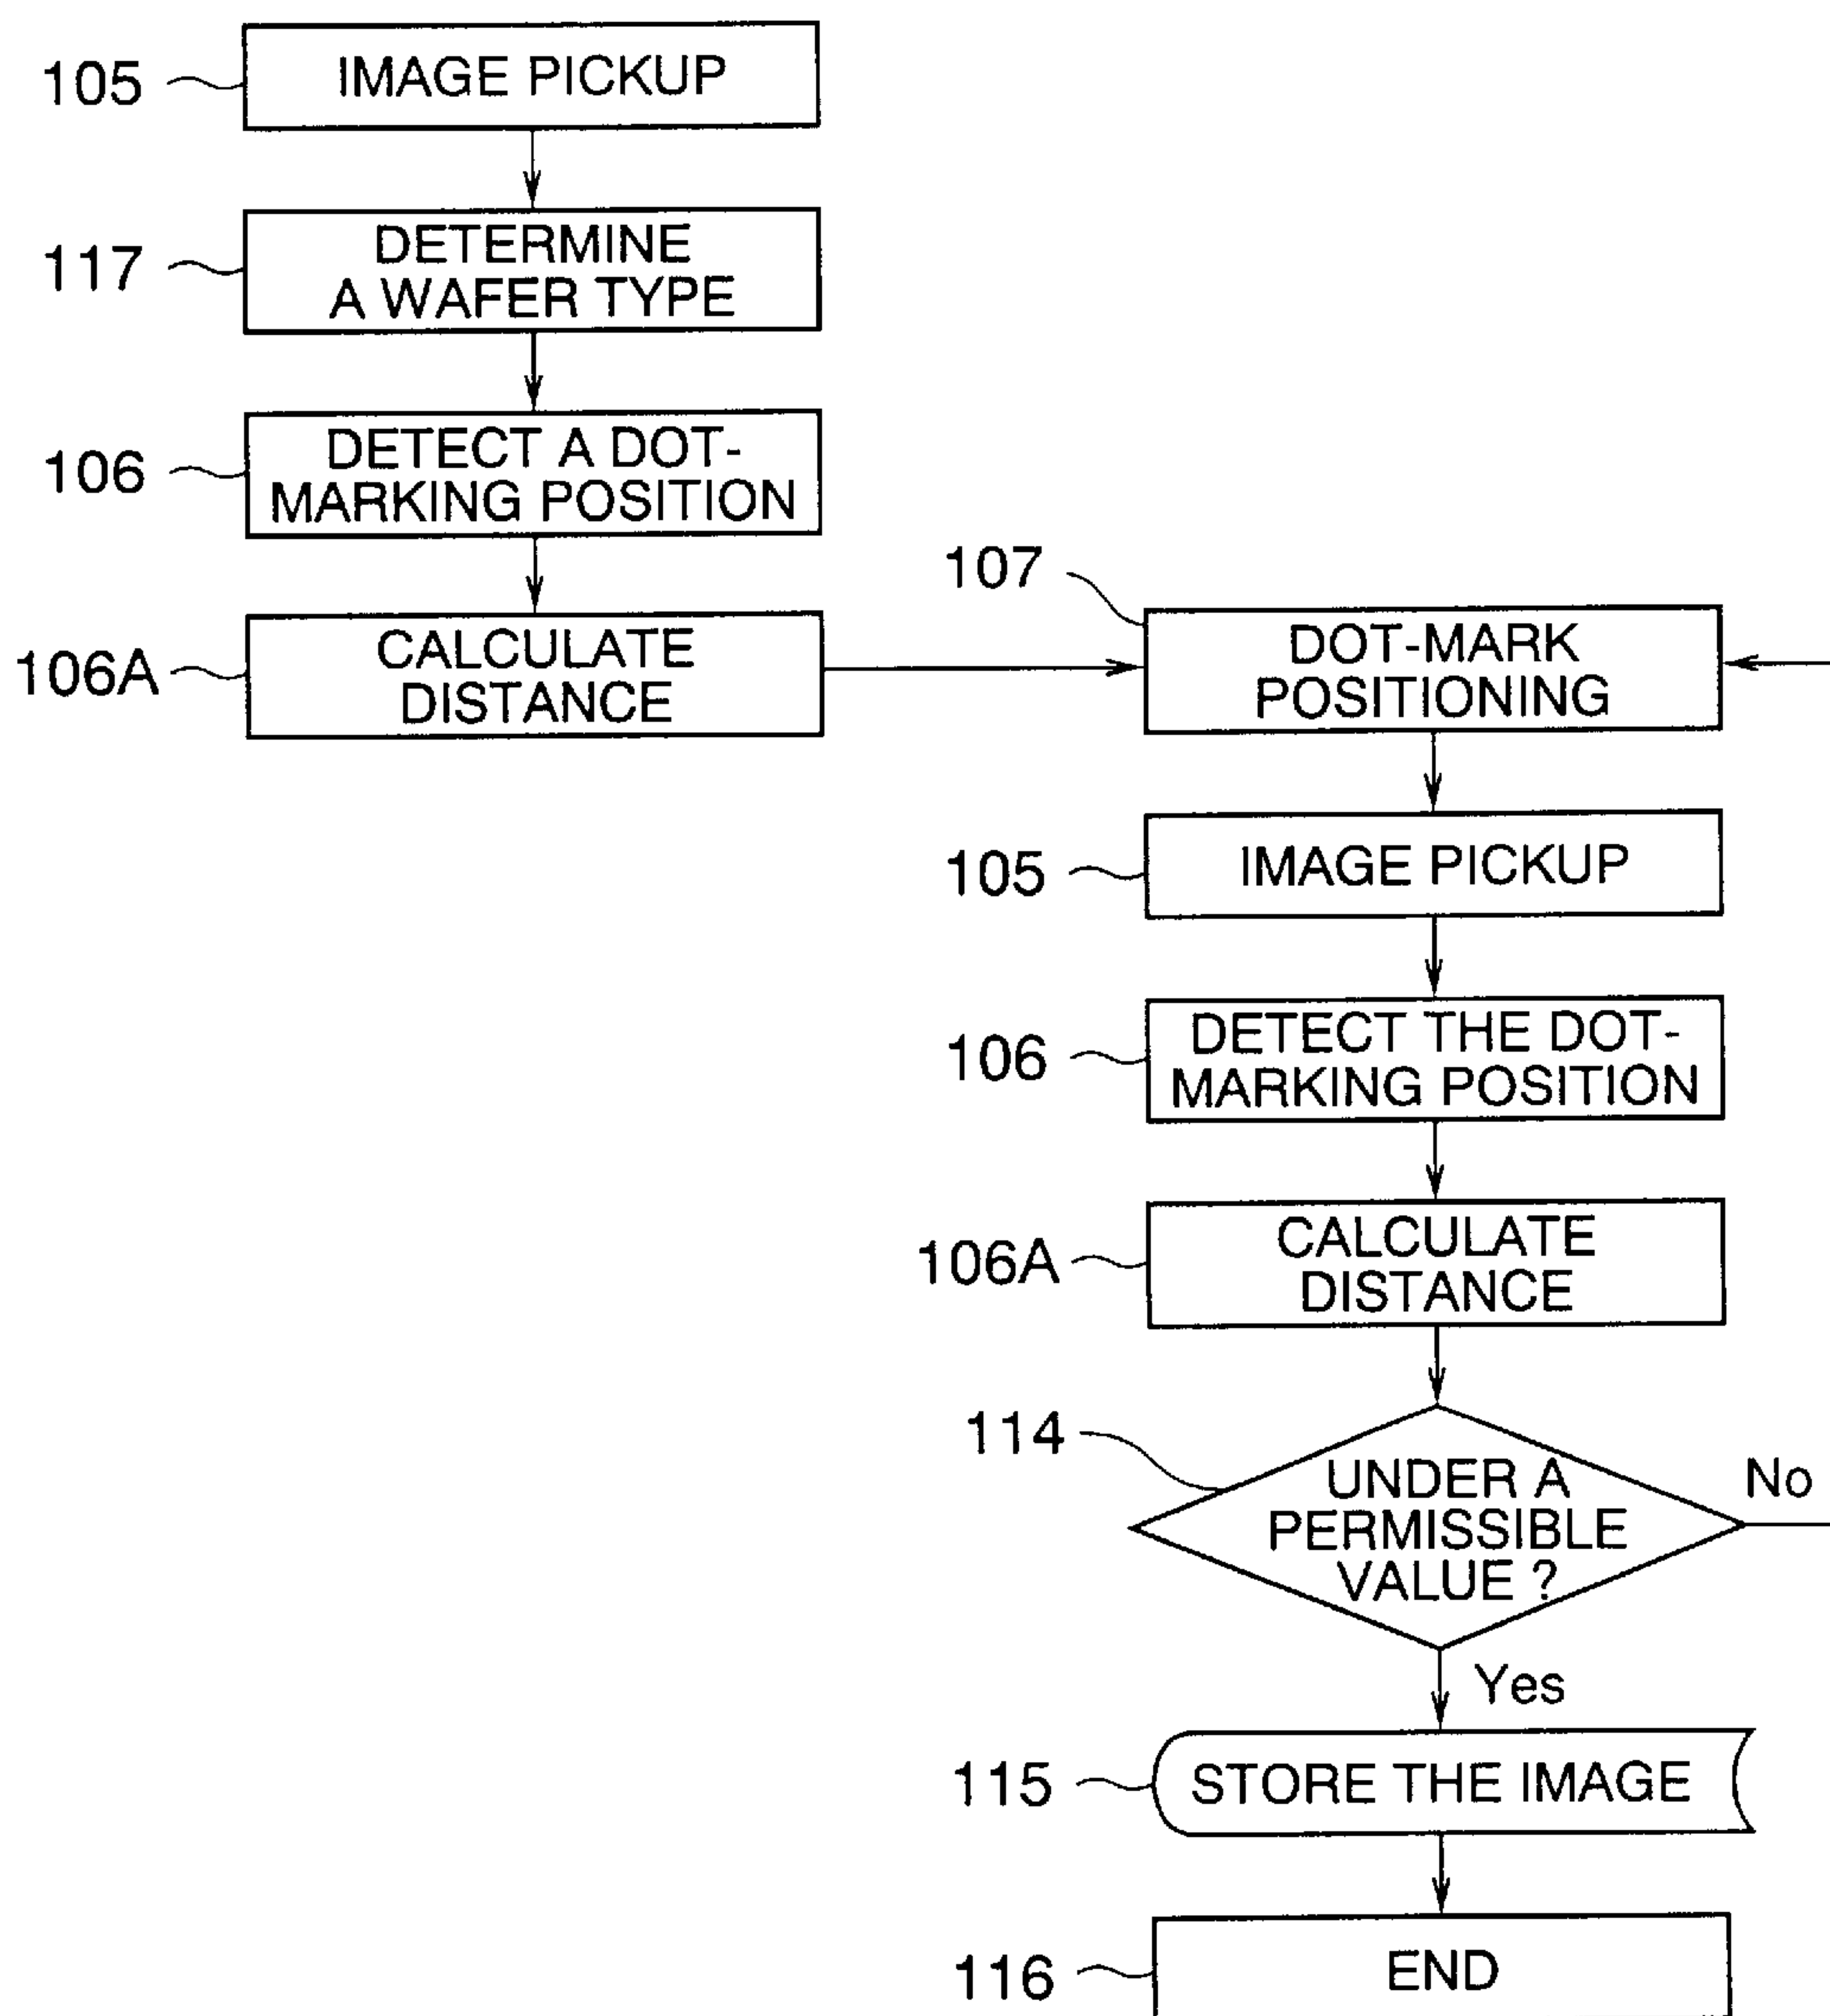 105
IMAGE PICKUP
117
DETERMINE
A WAFER TYPE
106
DETECT A DOT-
MARKING POSITION
106A
CALCULATE
DISTANCE
107
DOT-MARK
POSITIONING
105
IMAGE PICKUP
106
DETECT THE DOT-
MARKING POSITION
106A
CALCULATE
DISTANCE
114
UNDER A
PERMISSIBLE
VALUE ?
No
Yes
115
STORE THE IMAGE
116
END